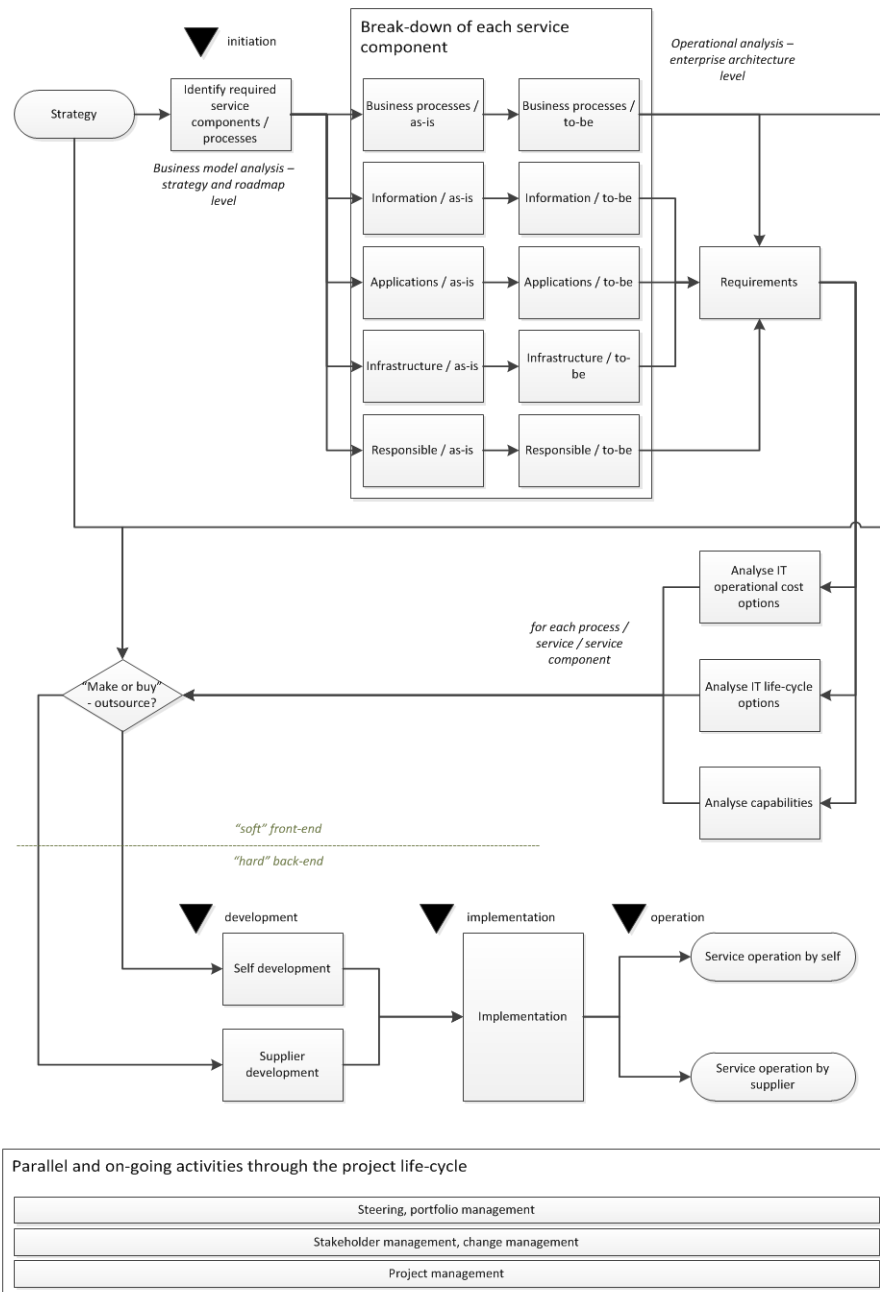 initiation
Break-down of each service
component
Operational analysis –
enterprise architecture
level
Strategy
Identify required
service
components /
processes
Business model analysis –
strategy and roadmap
level
Business processes /
as-is
Business processes /
to-be
Information / as-is
Information / to-be
Applications / as-is
Applications / to-be
Requirements
Infrastructure / as-is
Infrastructure / to-
be
Responsible / as-is
Responsible / to-be
Analyse IT
operational cost
options
for each process /
service / service
component
"Make or buy"
- outsource?
Analyse IT life-cycle
options
Analyse capabilities
"soft" front-end
"hard" back-end
development
implementation
operation
Self development
Supplier
development
Implementation
Service operation by self
Service operation by
supplier
Parallel and on-going activities through the project life-cycle
Steering, portfolio management
Stakeholder management, change management
Project management